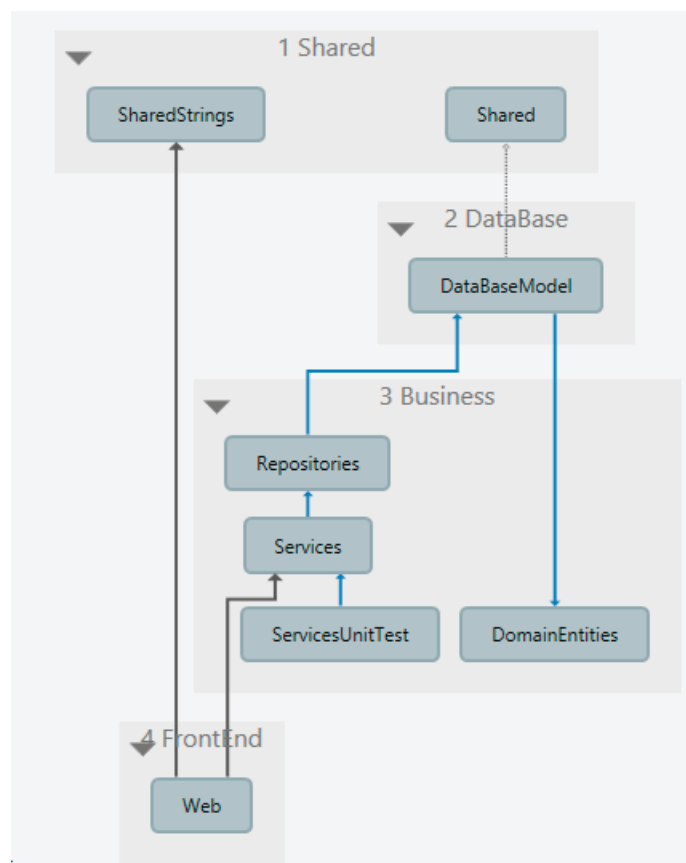 1 Shared
SharedStrings
Shared
2 DataBase
DataBaseModel
3 Business
Repositories
Services
ServicesUnitTest
DomainEntities
4 FrontEnd
Web